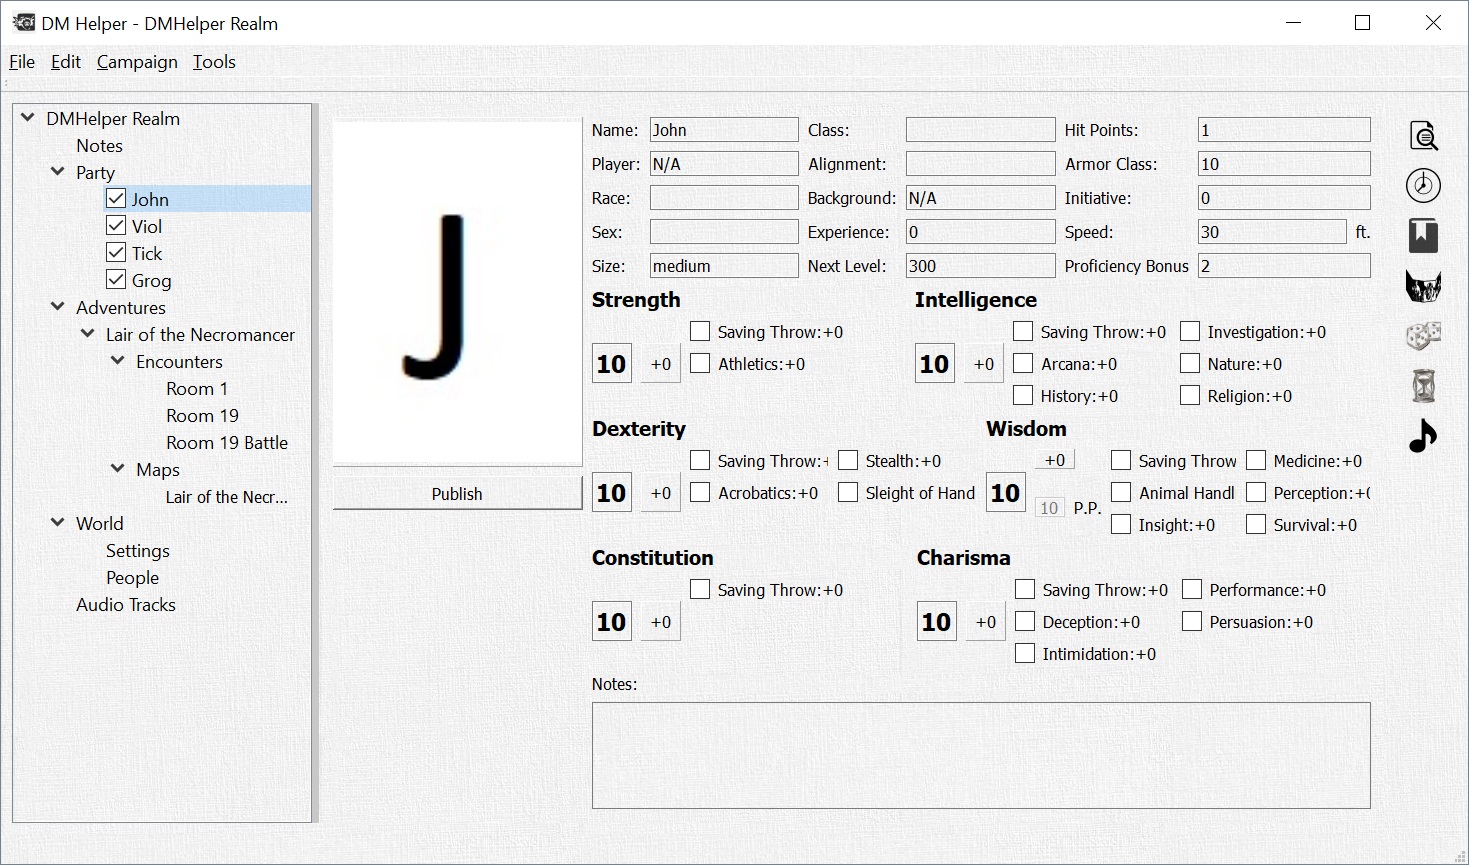 DM Helper - DMHelper Realm
File Edit Campaign Tools
DMHelper Realm
Notes
Party
John
Viol
Tick
Grog
Adventures
Lair of the Necromancer
Encounters
Room 1
Room 19
Room 19 Battle
Maps
Lair of the Necr...
World
Settings
People
Audio Tracks
J
Publish
Name: John Class: Hit Points: 1
Player: N/A Alignment: Armor Class: 10
Race: Background: N/A Initiative: 0
Sex: Experience: 0 Speed: 30 ft.
Size: medium Next Level: 300 Proficiency Bonus 2
Strength
10 +0
Saving Throw:+0
Athletics:+0
Intelligence
10 +0
Saving Throw:+0 Investigation:+0
Arcana:+0 Nature:+0
History:+0 Religion:+0
Dexterity
10 +0
Saving Throw:+ Stealth:+0
Acrobatics:+0 Sleight of Hand
Wisdom
10 +0
10 P.P.
Saving Throw Medicine:+0
Animal Handl Perception:+0
Insight:+0 Survival:+0
Constitution
10 +0
Saving Throw:+0
Charisma
10 +0
Saving Throw:+0 Performance:+0
Deception:+0 Persuasion:+0
Intimidation:+0
Notes: